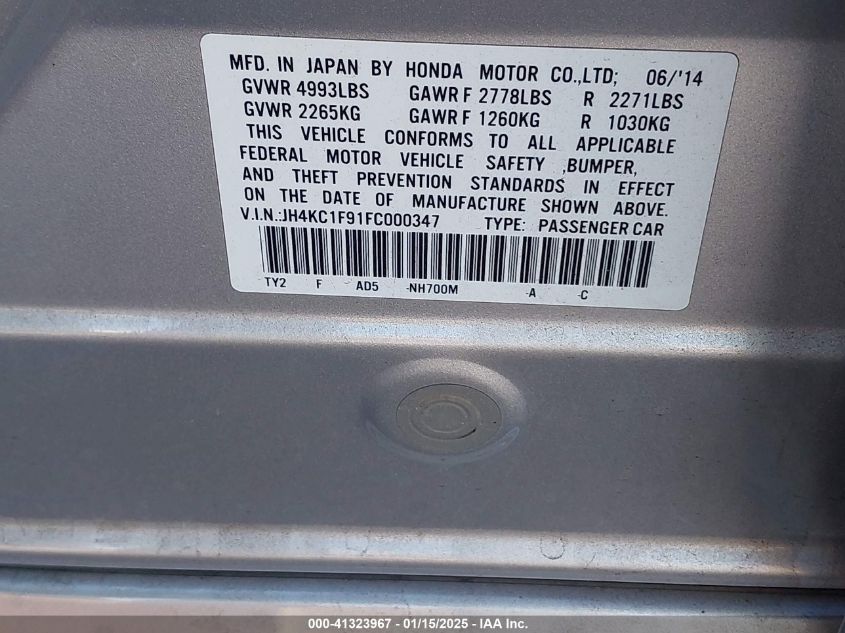 MFD. IN JAPAN BY HONDA MOTOR CO.,LTD; 06/'14
GVWR 4993LBS GAWR F 2778LBS R 2271LBS
GVWR 2265KG GAWR F 1260KG R 1030KG
THIS VEHICLE CONFORMS TO ALL APPLICABLE
FEDERAL MOTOR VEHICLE SAFETY ,BUMPER,
AND THEFT PREVENTION STANDARDS IN EFFECT
ON THE DATE OF MANUFACTURE SHOWN ABOVE.
V.I.N.:JH4KC1F91FC000347 TYPE: PASSENGER CAR
-TY2 F AD5 -NH700M -A -C
000-41323967 — 01/15/2025 — IAA Inc.